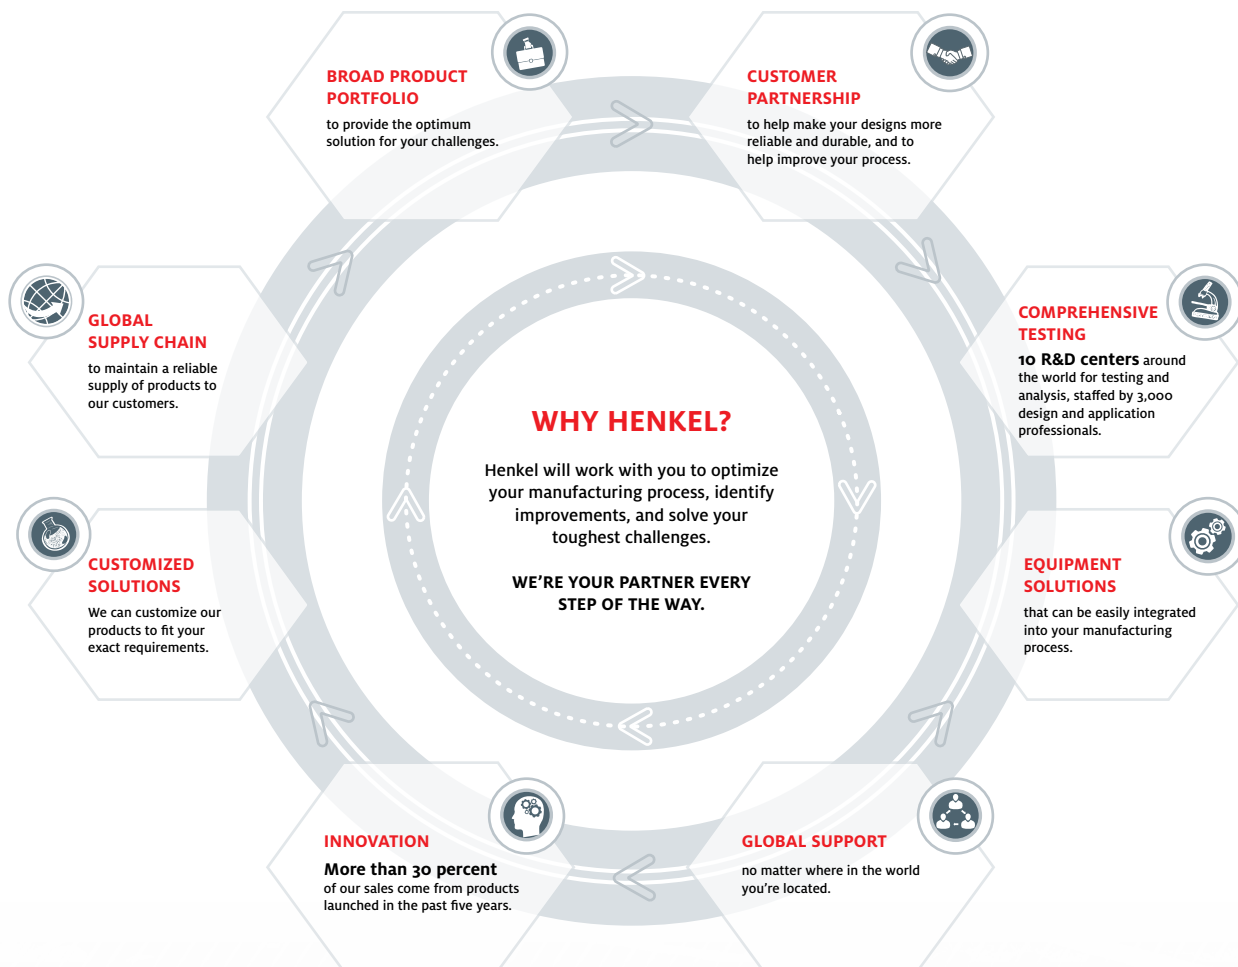 BROAD PRODUCT
PORTFOLIO
to provide the optimum
solution for your challenges.
CUSTOMER
PARTNERSHIP
to help make your designs more
reliable and durable, and to
help improve your process.
GLOBAL
SUPPLY CHAIN
to maintain a reliable
supply of products to
our customers.
COMPREHENSIVE
TESTING
10 R&D centers around
the world for testing and
analysis, staffed by 3,000
design and application
professionals.
WHY HENKEL?
Henkel will work with you to optimize
your manufacturing process, identify
improvements, and solve your
toughest challenges.
WE'RE YOUR PARTNER EVERY
STEP OF THE WAY.
CUSTOMIZED
SOLUTIONS
We can customize our
products to fit your
exact requirements.
EQUIPMENT
SOLUTIONS
that can be easily integrated
into your manufacturing
process.
INNOVATION
More than 30 percent
of our sales come from products
launched in the past five years.
GLOBAL SUPPORT
no matter where in the world
you're located.